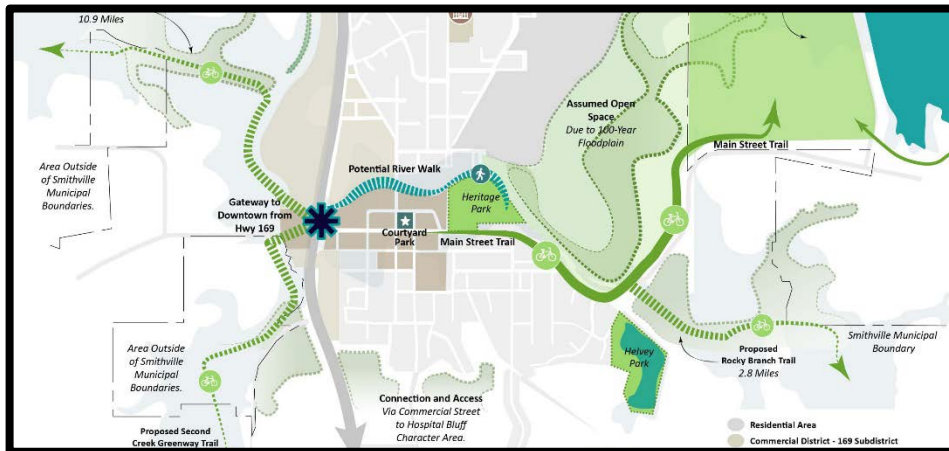 10.9 Miles
Assumed Open
Space
Due to 100-Year
Floodplain
Main Street Trail
Area Outside
of Smithville
Municipal
Boundaries.
Potential River Walk
Gateway to
Downtown from
Hwy 169
Heritage
Park
Courtyard
Park
Main Street Trail
Area Outside
of Smithville
Municipal
Boundaries.
Helvey
Park
Proposed
Rocky Branch Trail
2.8 Miles
Smithville Municipal
Boundary
Connection and Access
Via Commercial Street
to Hospital Bluff
Character Area.
Proposed Second
Creek Greenway Trail
Residential Area
Commercial District - 169 Subdistrict